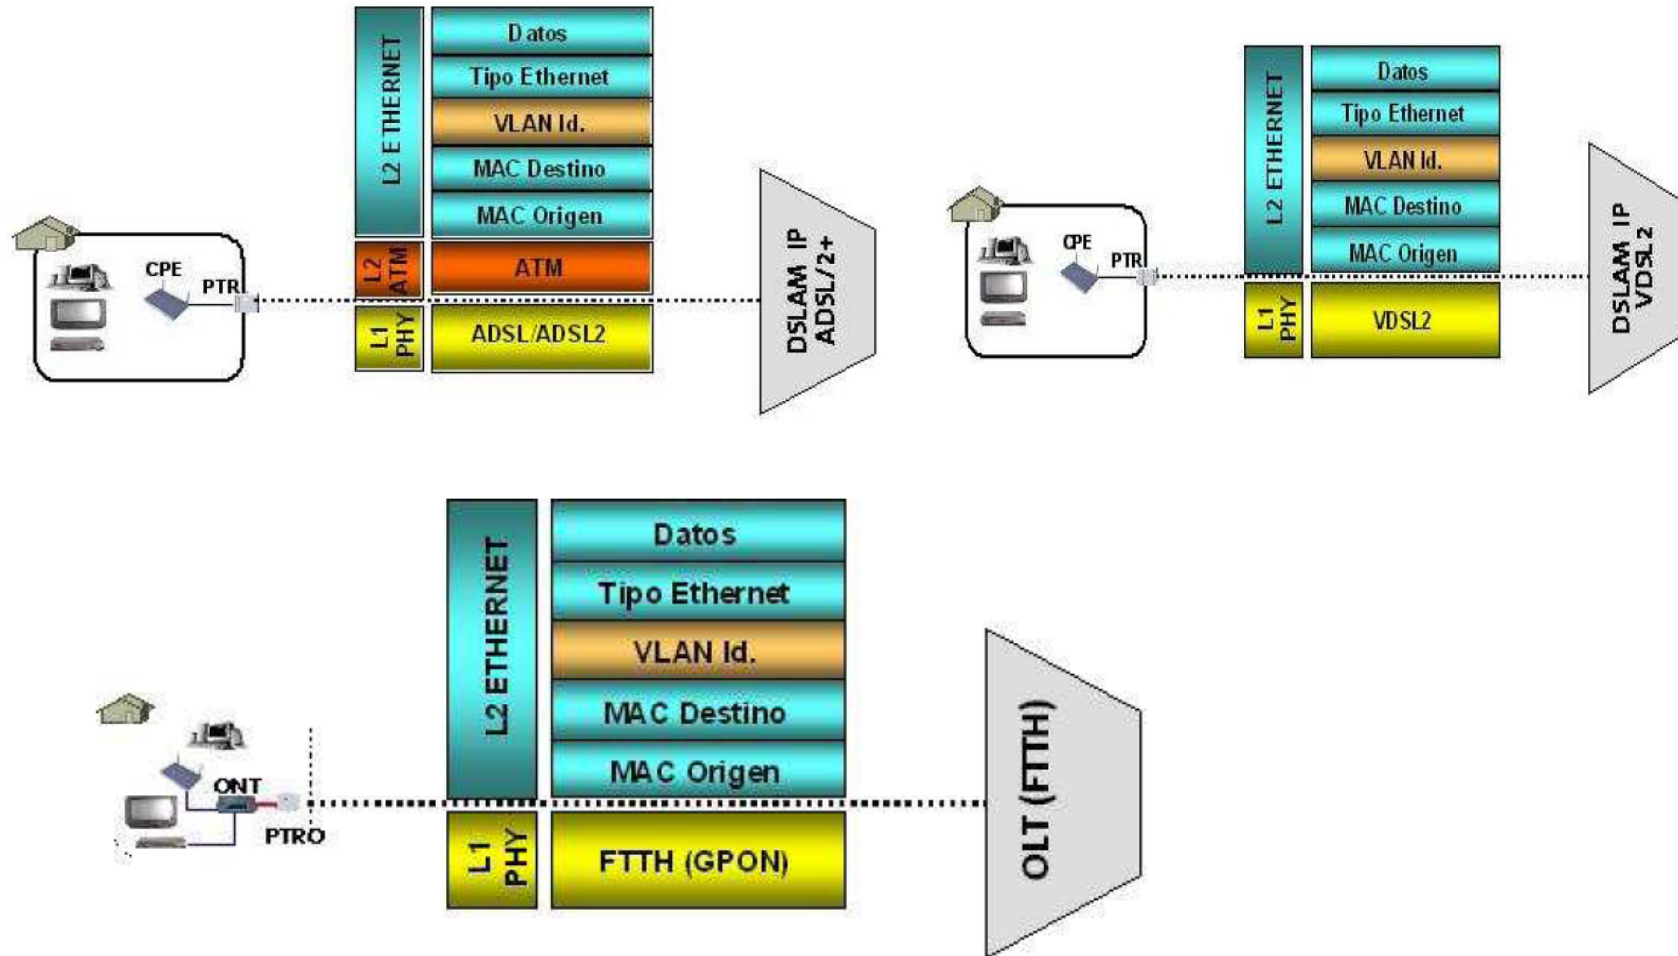 L2 ETHERNET
Datos
Tipo Ethernet
VLAN Id.
MAC Destino
MAC Origen
L2
ATM
ATM
L1
PHY
ADSL/ADSL2
CPE
PTR
DSLAM IP
ADSL/2+
L2 ETHERNET
Datos
Tipo Ethernet
VLAN Id.
MAC Destino
MAC Origen
L1
PHY
VDSL2
CPE
PTR
DSLAM IP
VDSL2
L2 ETHERNET
Datos
Tipo Ethernet
VLAN Id.
MAC Destino
MAC Origen
L1
PHY
FTTH (GPON)
ONT
PTRO
OLT (FTTH)